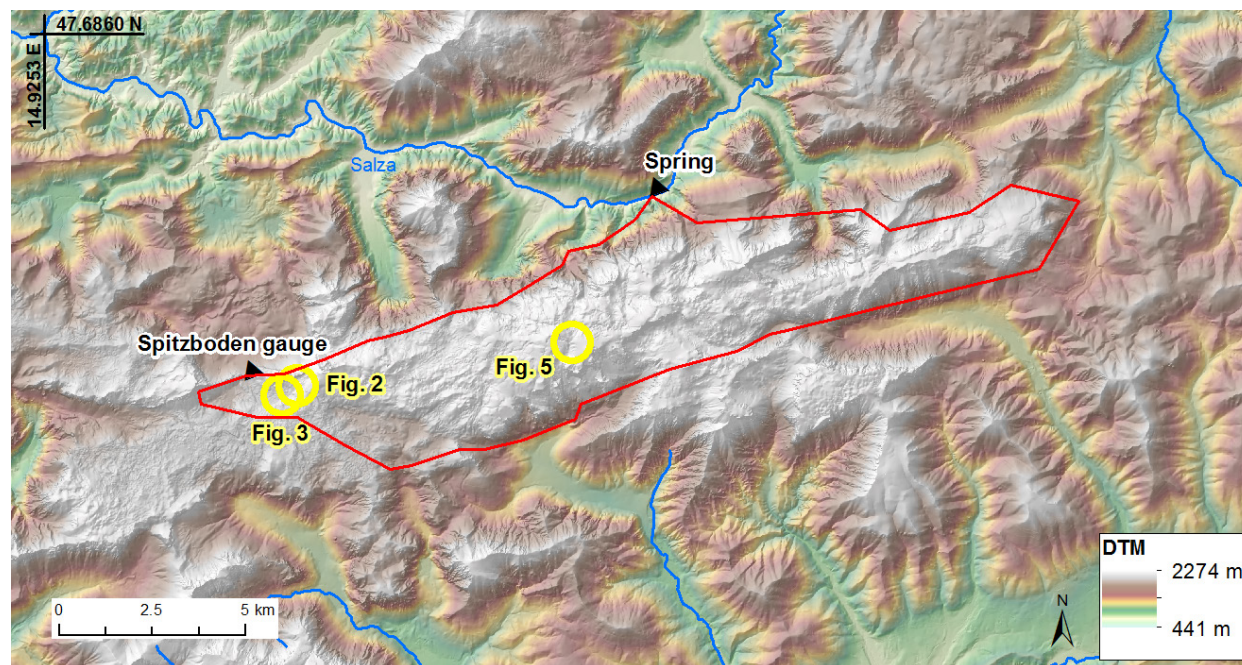 47.6860 N
14.9253 E
Salza
Spring
Spitzboden gauge
Fig. 5
Fig. 2
Fig. 3
DTM
2274 m
441 m
0 2.5 5 km
N